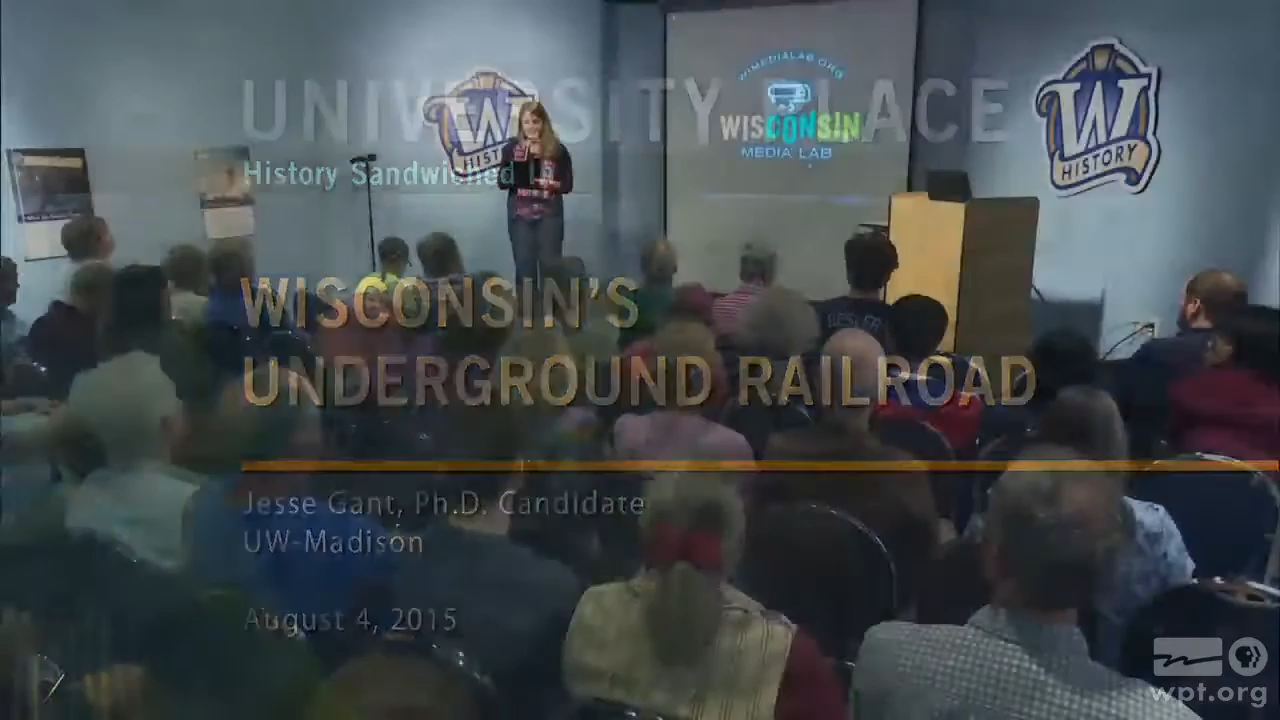 UNIVERSITY PLACE
History Sandwiched In
WISCONSIN'S
UNDERGROUND RAILROAD
Jesse Gant, Ph.D. Candidate
UW-Madison
August 4, 2015
W
HISTORY
WIMEDIALAB.ORG
WISCONSIN
MEDIA LAB
W
HISTORY
wpt.org